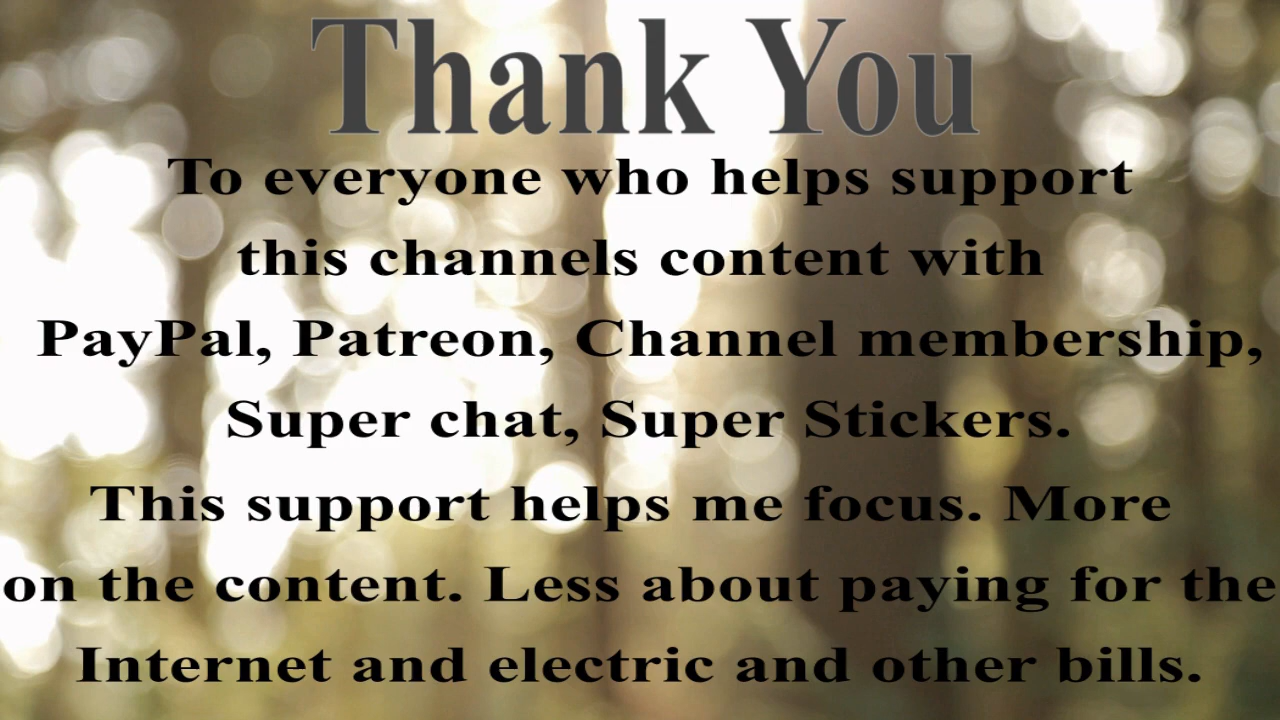 Thank You
To everyone who helps support
this channels content with
PayPal, Patreon, Channel membership,
Super chat, Super Stickers.
This support helps me focus. More
on the content. Less about paying for the
Internet and electric and other bills.